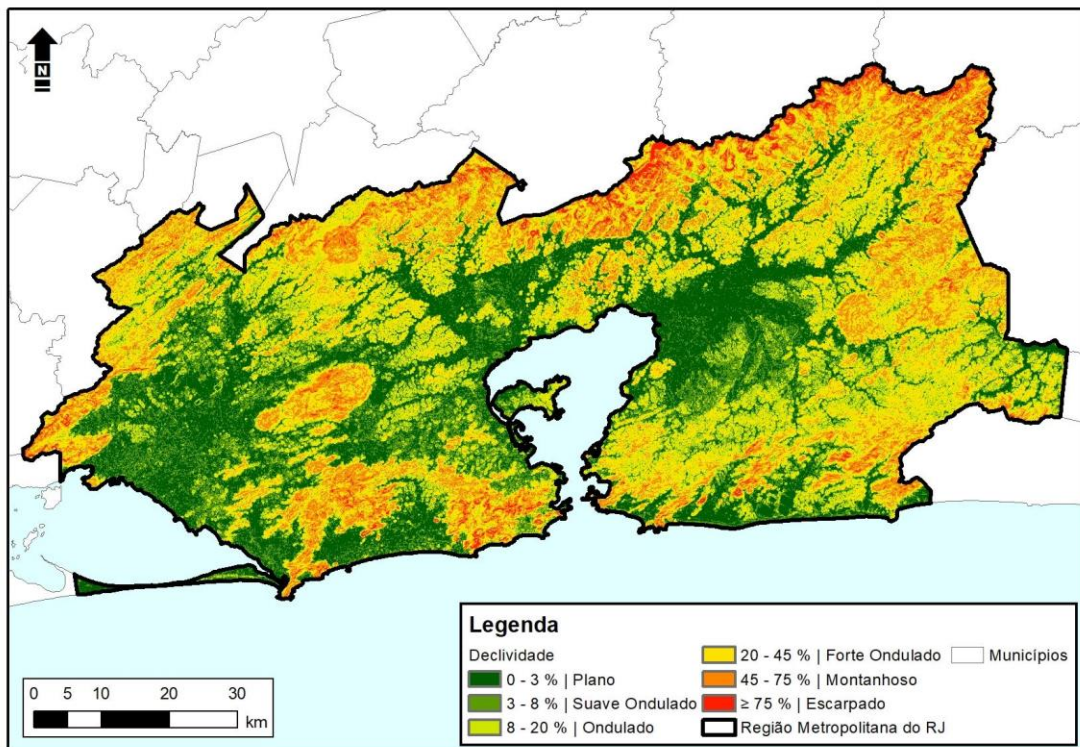 N
Legenda
Declividade
0 - 3 % | Plano
3 - 8 % | Suave Ondulado
8 - 20 % | Ondulado
20 - 45 % | Forte Ondulado
45 - 75 % | Montanhoso
≥ 75 % | Escarpado
Região Metropolitana do RJ
Municípios
0 5 10 20 30
km